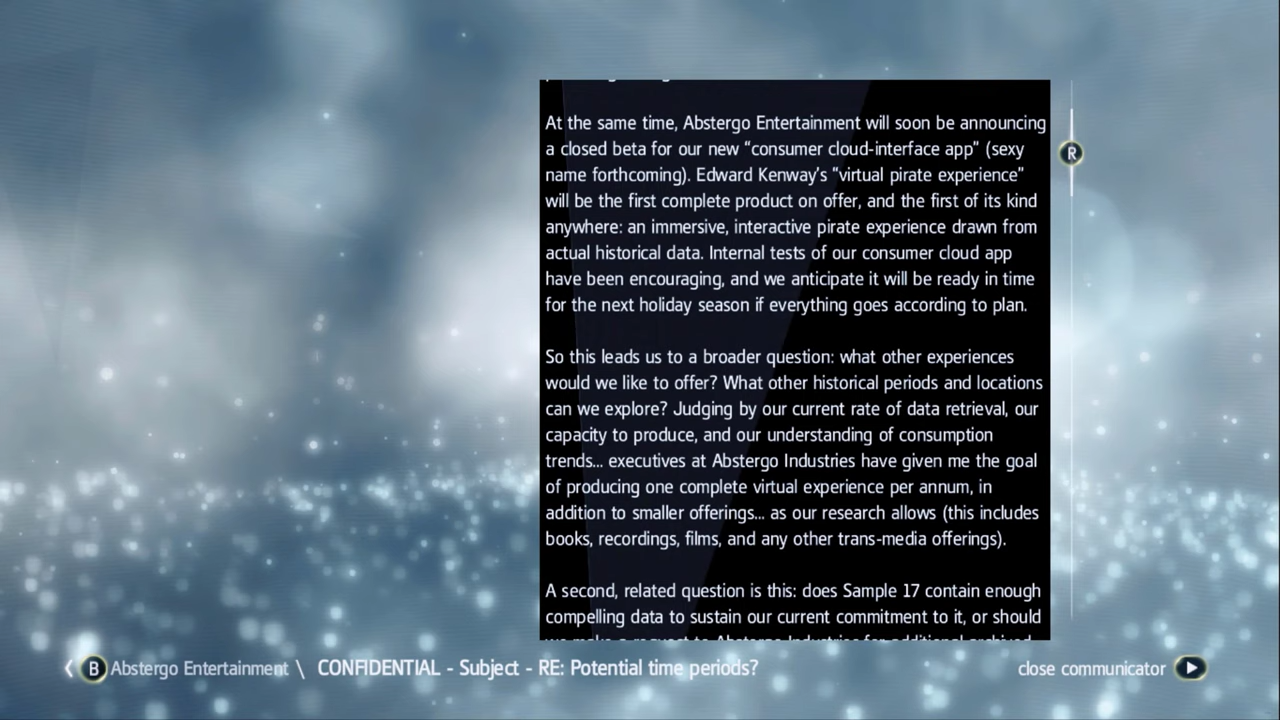 At the same time, Abstergo Entertainment will soon be announcing
a closed beta for our new “consumer cloud-interface app” (sexy
name forthcoming). Edward Kenway’s “virtual pirate experience”
will be the first complete product on offer, and the first of its kind
anywhere: an immersive, interactive pirate experience drawn from
actual historical data. Internal tests of our consumer cloud app
have been encouraging, and we anticipate it will be ready in time
for the next holiday season if everything goes according to plan.
So this leads us to a broader question: what other experiences
would we like to offer? What other historical periods and locations
can we explore? Judging by our current rate of data retrieval, our
capacity to produce, and our understanding of consumption
trends... executives at Abstergo Industries have given me the goal
of producing one complete virtual experience per annum, in
addition to smaller offerings... as our research allows (this includes
books, recordings, films, and any other trans-media offerings).
A second, related question is this: does Sample 17 contain enough
compelling data to sustain our current commitment to it, or should
we make a request to Abstergo Industries for additional archived
R
B Abstergo Entertainment \ CONFIDENTIAL - Subject - RE: Potential time periods?
close communicator